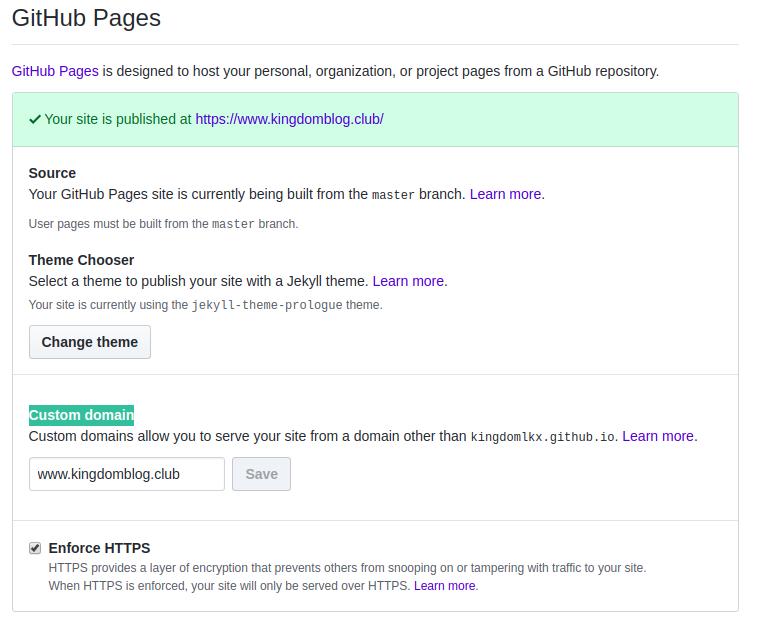 GitHub Pages
GitHub Pages is designed to host your personal, organization, or project pages from a GitHub repository.
✓ Your site is published at https://www.kingdomblog.club/
Source
Your GitHub Pages site is currently being built from the master branch. Learn more.
User pages must be built from the master branch.
Theme Chooser
Select a theme to publish your site with a Jekyll theme. Learn more.
Your site is currently using the jekyll-theme-prologue theme.
Change theme
Custom domain
Custom domains allow you to serve your site from a domain other than kingdomlkx.github.io. Learn more.
www.kingdomblog.club Save
Enforce HTTPS
HTTPS provides a layer of encryption that prevents others from snooping on or tampering with traffic to your site.
When HTTPS is enforced, your site will only be served over HTTPS. Learn more.